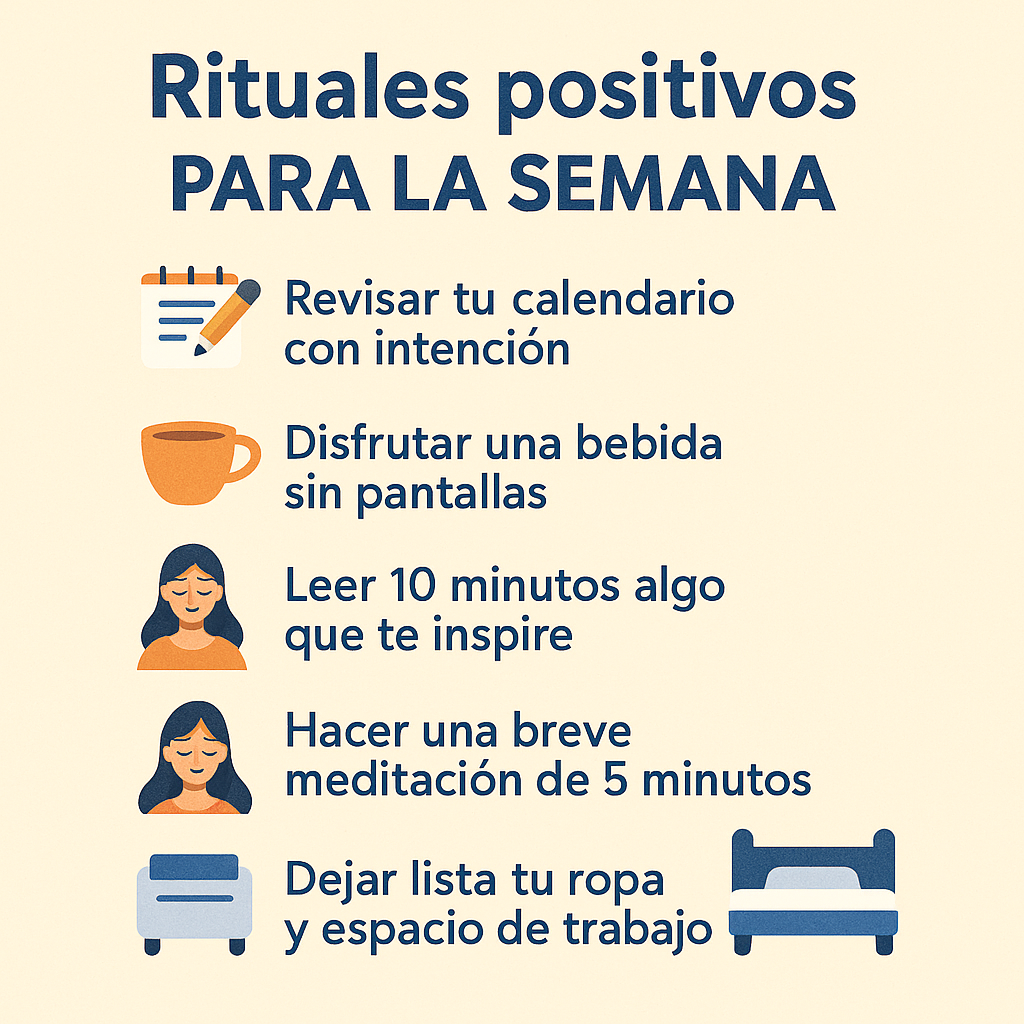 Rituales positivos
PARA LA SEMANA
Revisar tu calendario
con intención
Disfrutar una bebida
sin pantallas
Leer 10 minutos algo
que te inspire
Hacer una breve
meditación de 5 minutos
Dejar lista tu ropa
y espacio de trabajo